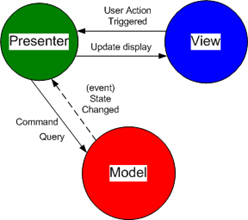 User Action
Triggered
Presenter
View
Update display
(event)
State
Changed
Command
Query
Model